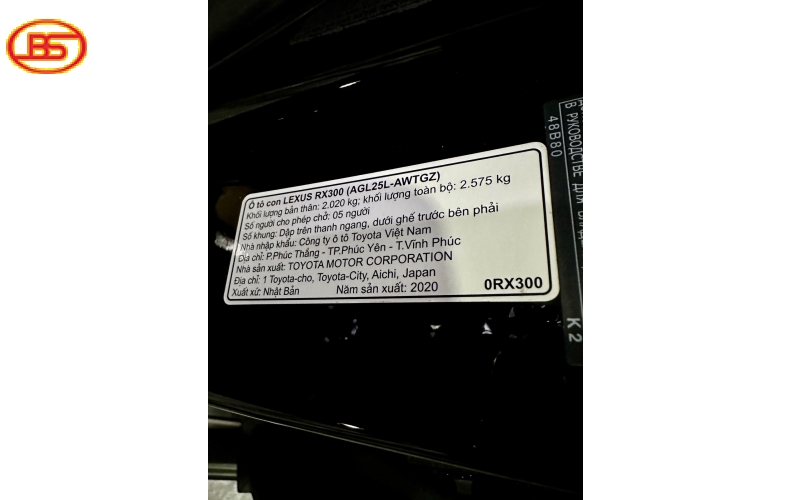 BS
Ô tô con LEXUS RX300 (AGL25L-AWTGZ)
Khối lượng bản thân: 2.020 kg; khối lượng toàn bộ: 2.575 kg
Số người cho phép chở: 05 người
Số khung: Dập trên thanh ngang, dưới ghế trước bên phải
Nhà nhập khẩu: Công ty ô tô Toyota Việt Nam
Địa chỉ: P.Phúc Thắng - TP.Phúc Yên - T.Vĩnh Phúc
Nhà sản xuất: TOYOTA MOTOR CORPORATION
Địa chỉ: 1 Toyota-cho, Toyota-City, Aichi, Japan
Xuất xứ: Nhật Bản Năm sản xuất: 2020
0RX300
В РУКОВОДСТВЕ ДЛЯ
48B80
K2